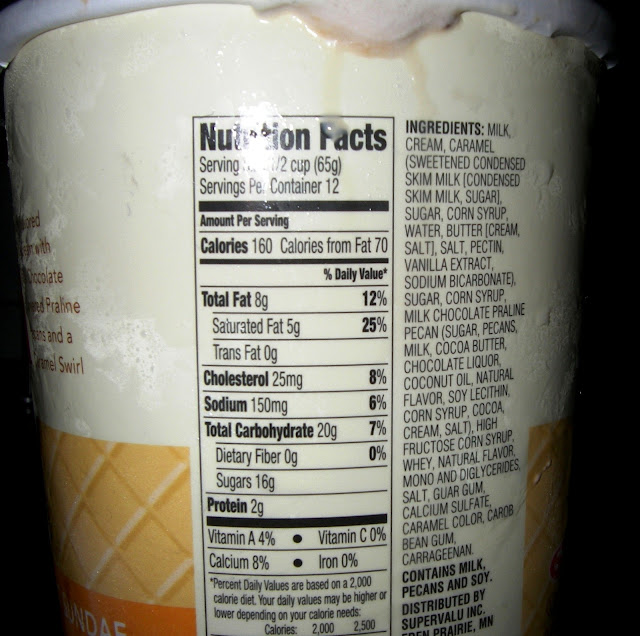 with
Chocolate
Praline
and a
Caramel Swirl
Nutrition Facts
Serving 1/2 cup (65g)
Servings Per Container 12
Amount Per Serving
Calories 160 Calories from Fat 70
% Daily Value*
Total Fat 8g 12%
Saturated Fat 5g 25%
Trans Fat 0g
Cholesterol 25mg 8%
Sodium 150mg 6%
Total Carbohydrate 20g 7%
Dietary Fiber 0g 0%
Sugars 16g
Protein 2g
Vitamin A 4% • Vitamin C 0%
Calcium 8% • Iron 0%
*Percent Daily Values are based on a 2,000
calorie diet. Your daily values may be higher or
lower depending on your calorie needs:
Calories: 2,000 2,500
INGREDIENTS: MILK,
CREAM, CARAMEL
(SWEETENED CONDENSED
SKIM MILK [CONDENSED
SKIM MILK, SUGAR],
SUGAR, CORN SYRUP,
WATER, BUTTER [CREAM,
SALT], SALT, PECTIN,
VANILLA EXTRACT,
SODIUM BICARBONATE),
SUGAR, CORN SYRUP,
MILK CHOCOLATE PRALINE
PECAN (SUGAR, PECANS,
MILK, COCOA BUTTER,
CHOCOLATE LIQUOR,
COCONUT OIL, NATURAL
FLAVOR, SOY LECITHIN,
CORN SYRUP, COCOA,
CREAM, SALT), HIGH
FRUCTOSE CORN SYRUP,
WHEY, NATURAL FLAVOR,
MONO AND DIGLYCERIDES,
SALT, GUAR GUM,
CALCIUM SULFATE,
CARAMEL COLOR, CAROB
BEAN GUM,
CARRAGEENAN.
CONTAINS MILK,
PECANS AND SOY.
DISTRIBUTED BY
SUPERVALU INC.
EDEN PRAIRIE, MN
SUNDAE